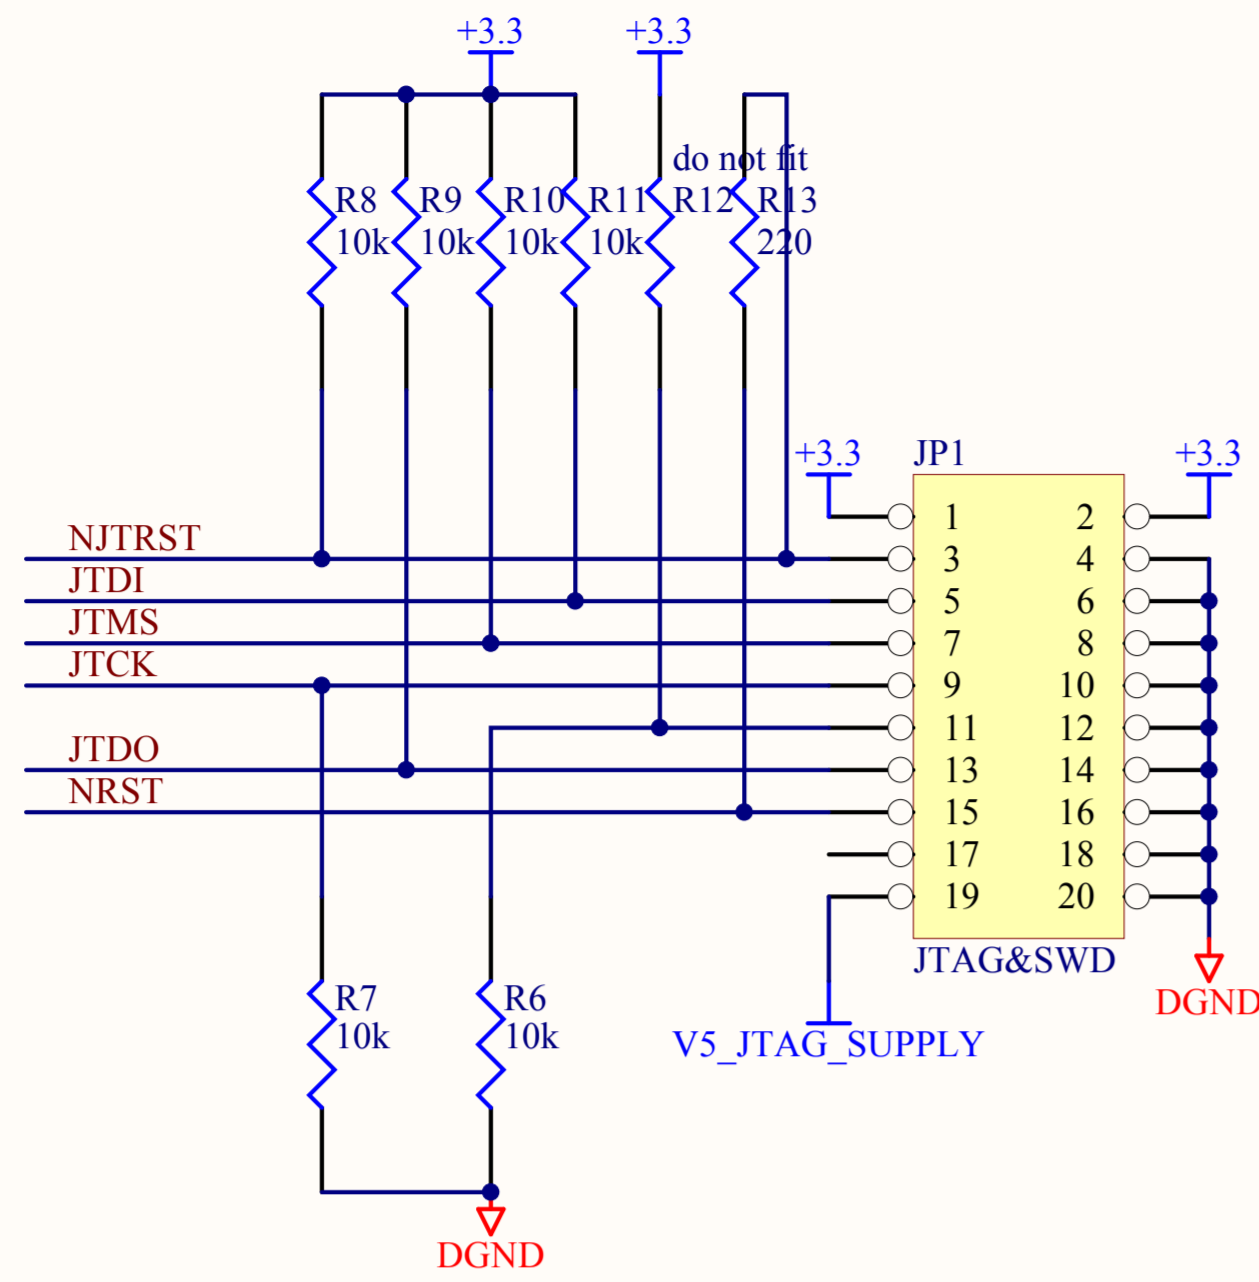 +3.3 +3.3
do not fit
R8 R9 R10 R11 R12 R13
10k 10k 10k 10k 220
+3.3 JP1 +3.3
1 2
NJTRST 3 4
JTDI 5 6
JTMS 7 8
JTCK 9 10
11 12
JTDO 13 14
NRST 15 16
17 18
19 20
JTAG&SWD
R7 R6 DGND
10k 10k V5_JTAG_SUPPLY
DGND